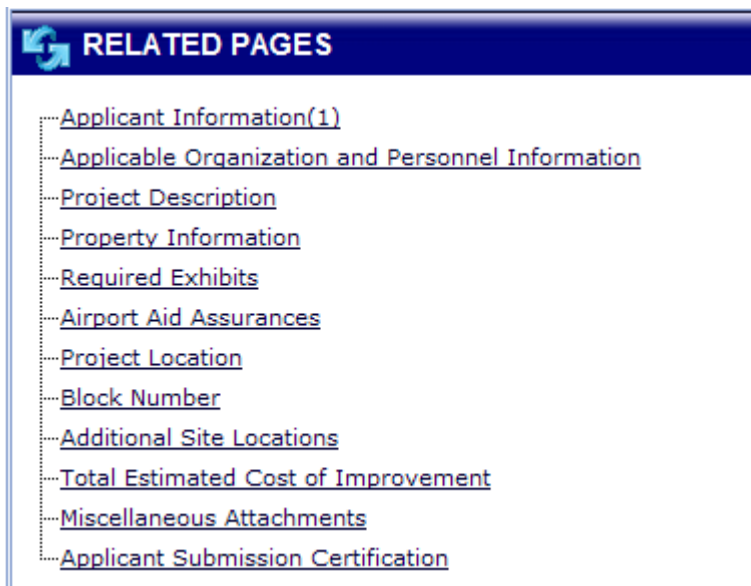 RELATED PAGES
Applicant Information(1)
Applicable Organization and Personnel Information
Project Description
Property Information
Required Exhibits
Airport Aid Assurances
Project Location
Block Number
Additional Site Locations
Total Estimated Cost of Improvement
Miscellaneous Attachments
Applicant Submission Certification